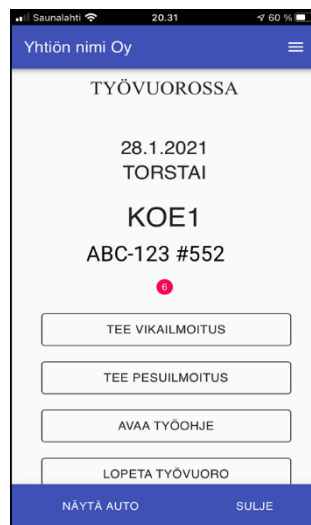 Saunalahti 20.31 60 %
Yhtiön nimi Oy
TYÖVUOROSSA
28.1.2021
TORSTAI
KOE1
ABC-123 #552
6
TEE VIKAILMOITUS
TEE PESUILMOITUS
AVAA TYÖOHJE
LOPETA TYÖVUORO
NÄYTÄ AUTO SULJE